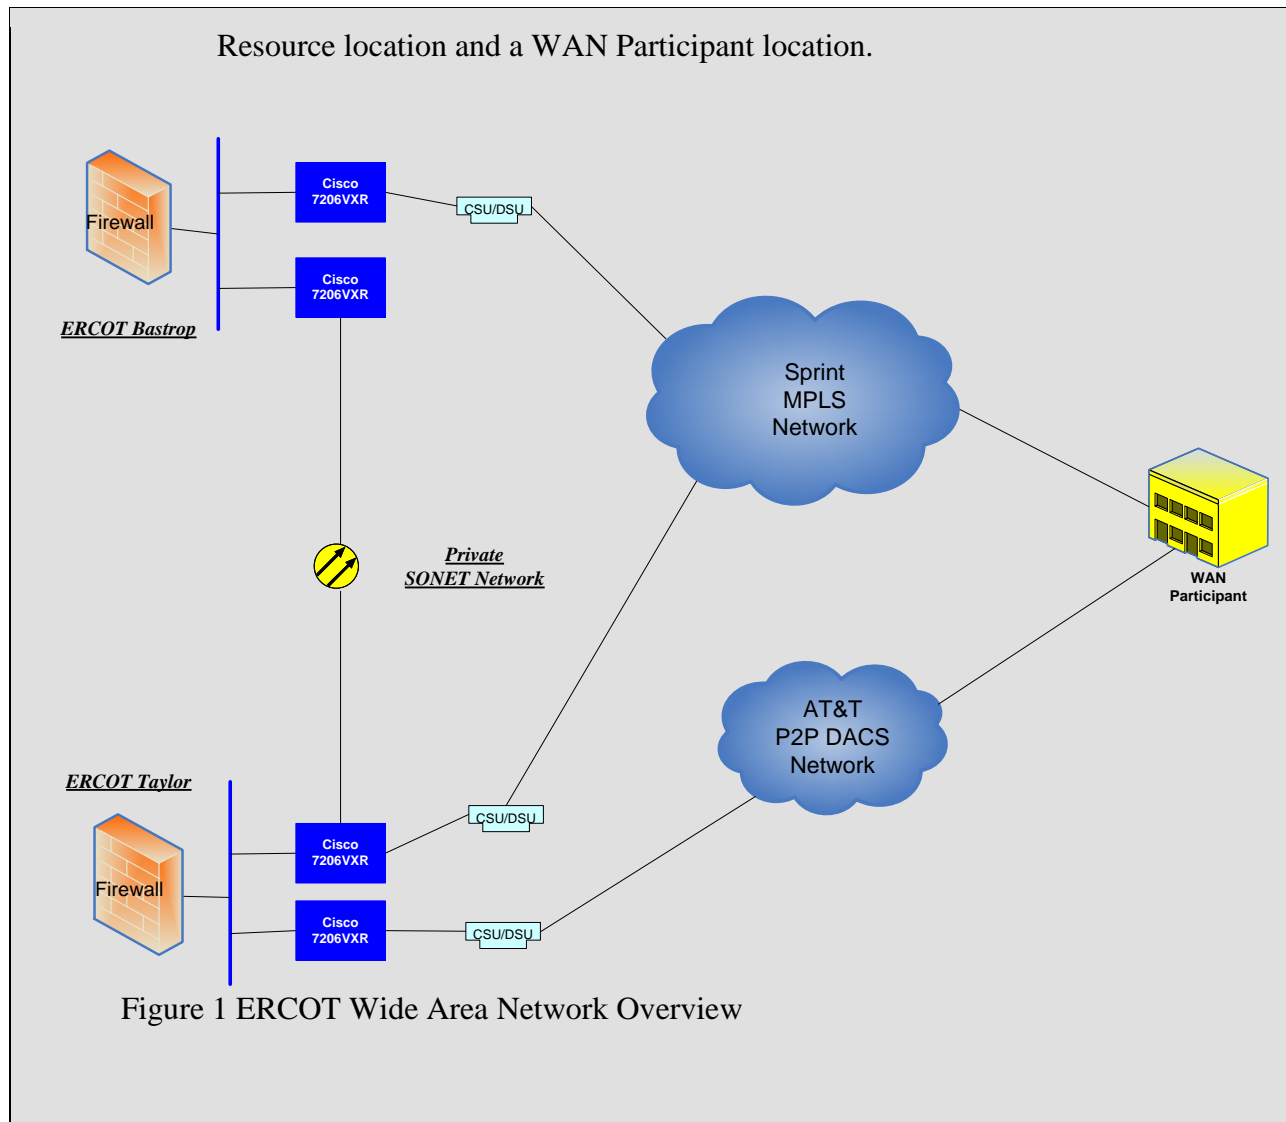 Resource location and a WAN Participant location.
Cisco
7206VXR
CSU/DSU
Firewall
Cisco
7206VXR
ERCOT Bastrop
Sprint
MPLS
Network
Private
SONET Network
WAN
Participant
AT&T
P2P DACS
Network
ERCOT Taylor
CSU/DSU
Cisco
7206VXR
Firewall
Cisco
7206VXR
CSU/DSU
Figure 1 ERCOT Wide Area Network Overview